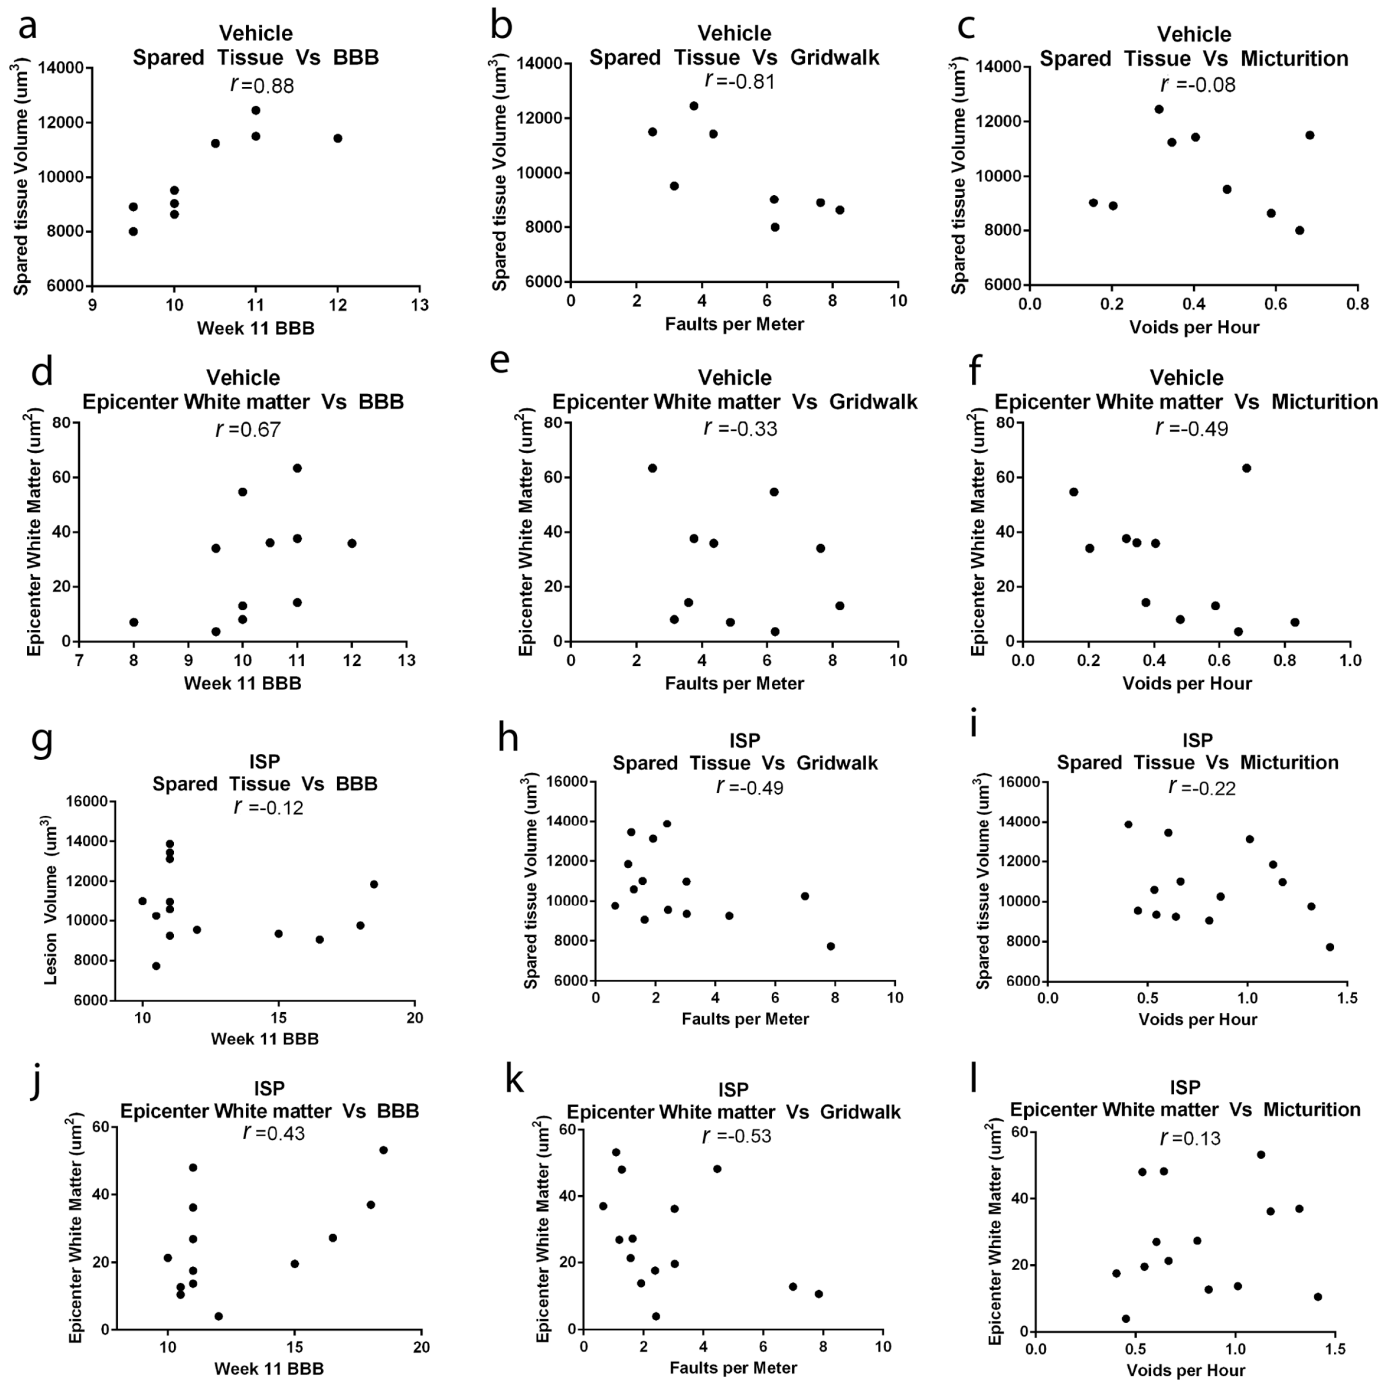 a
Vehicle
Spared Tissue Vs BBB
r=0.88
Spared tissue Volume (um3)
14000
12000
10000
8000
6000
9 10 11 12 13
Week 11 BBB
b
Vehicle
Spared Tissue Vs Gridwalk
r=-0.81
Spared tissue Volume (um3)
14000
12000
10000
8000
6000
0 2 4 6 8 10
Faults per Meter
c
Vehicle
Spared Tissue Vs Micturition
r =-0.08
Spared tissue Volume (um3)
14000
12000
10000
8000
6000
0.0 0.2 0.4 0.6 0.8
Voids per Hour
d
Vehicle
Epicenter White matter Vs BBB
r=0.67
Epicenter White Matter (um2)
80
60
40
20
0
7 8 9 10 11 12 13
Week 11 BBB
e
Vehicle
Epicenter White matter Vs Gridwalk
r =-0.33
Epicenter White Matter (um2)
80
60
40
20
0
0 2 4 6 8 10
Faults per Meter
f
Vehicle
Epicenter White matter Vs Micturition
r =-0.49
Epicenter White Matter (um2)
80
60
40
20
0
0.0 0.2 0.4 0.6 0.8 1.0
Voids per Hour
g
ISP
Spared Tissue Vs BBB
r =-0.12
Lesion Volume (um3)
16000
14000
12000
10000
8000
6000
10 15 20
Week 11 BBB
h
ISP
Spared Tissue Vs Gridwalk
r =-0.49
Spared tissue Volume (um3)
16000
14000
12000
10000
8000
6000
0 2 4 6 8 10
Faults per Meter
i
ISP
Spared Tissue Vs Micturition
r =-0.22
Spared tissue Volume (um3)
16000
14000
12000
10000
8000
6000
0.0 0.5 1.0 1.5
Voids per Hour
j
ISP
Epicenter White matter Vs BBB
r=0.43
Epicenter White Matter (um2)
60
40
20
0
10 15 20
Week 11 BBB
k
ISP
Epicenter White matter Vs Gridwalk
r =-0.53
Epicenter White Matter (um2)
60
40
20
0
0 2 4 6 8 10
Faults per Meter
l
ISP
Epicenter White matter Vs Micturition
r=0.13
Epicenter White Matter (um2)
60
40
20
0
0.0 0.5 1.0 1.5
Voids per Hour